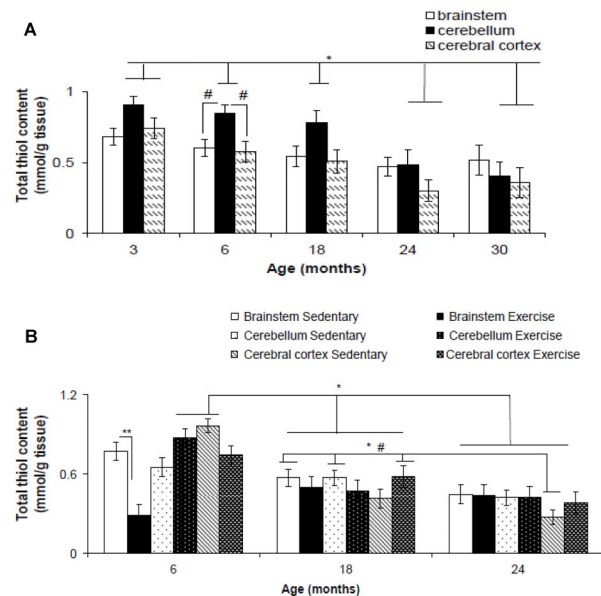 A
brainstem
cerebellum
cerebral cortex
*
1
# #
0.5
0
Total thiol content
(mmol/g tissue)
3 6 18 24 30
Age (months)
B
Brainstem Sedentary Brainstem Exercise
Cerebellum Sedentary Cerebellum Exercise
Cerebral cortex Sedentary Cerebral cortex Exercise
1.2
*
**
* #
0.6
0
Total thiol content
(mmol/g tissue)
6 18 24
Age (months)